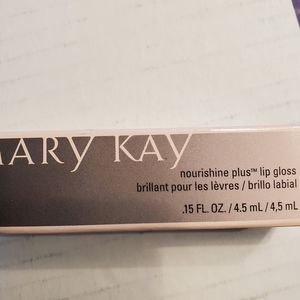 MARY KAY
nourishine plus™ lip gloss
brillant pour les lèvres / brillo labial
.15 FL. OZ. / 4.5 mL / 4,5 mL